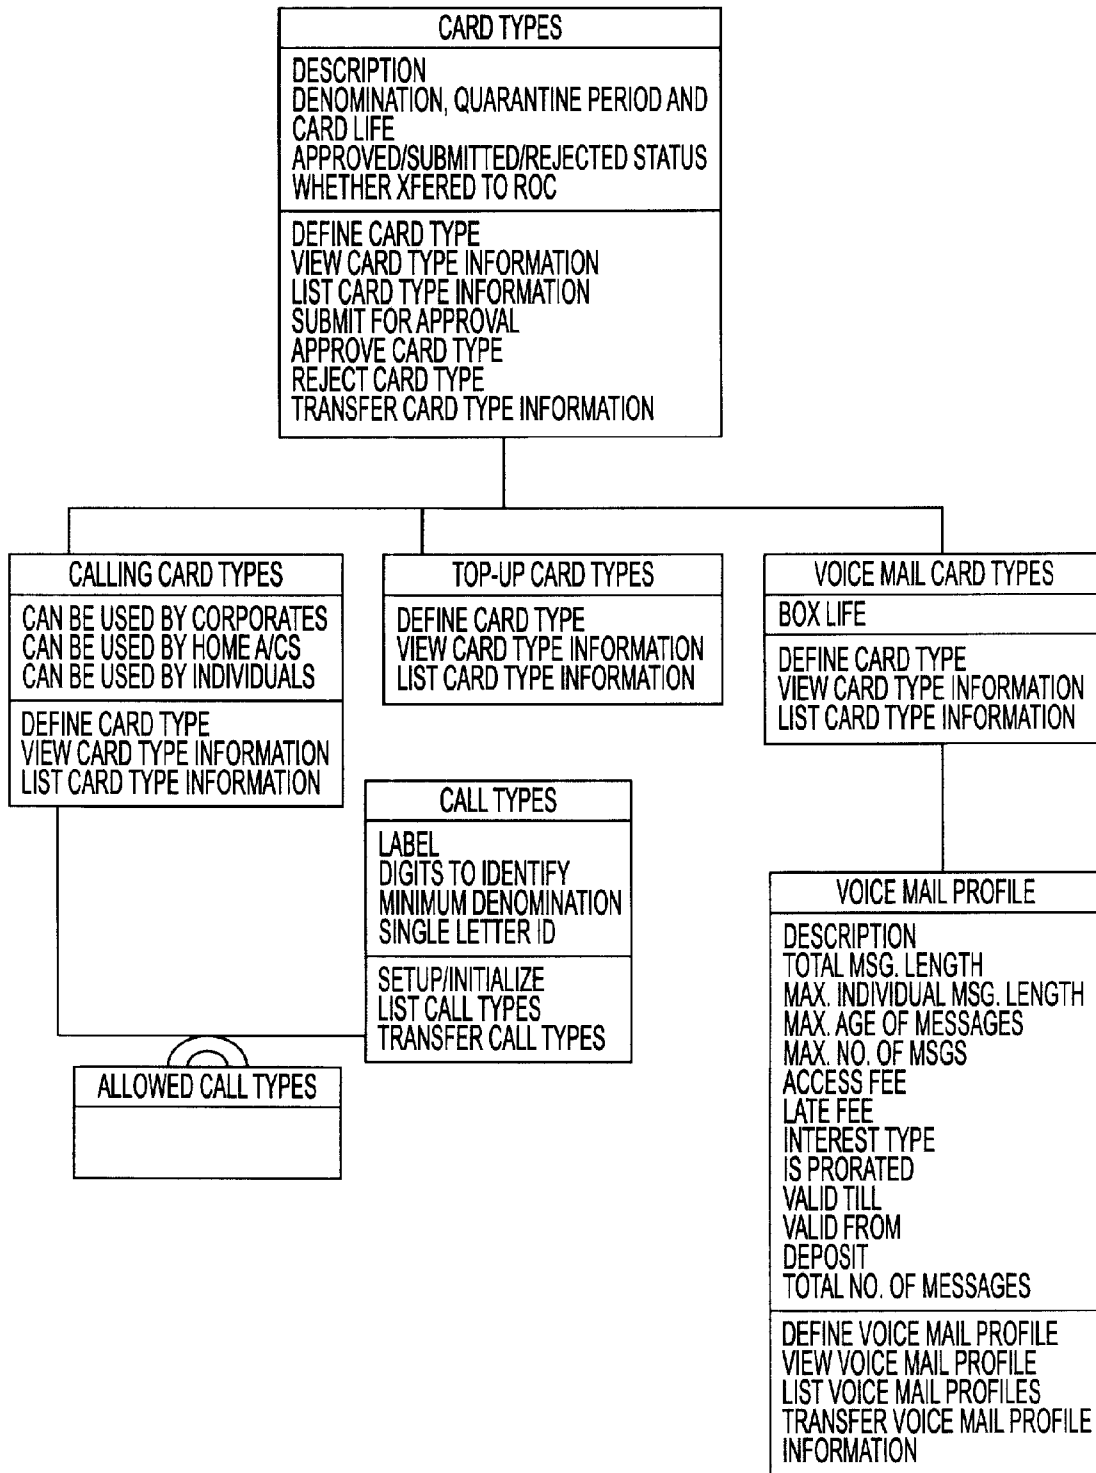 CARD TYPES
DESCRIPTION
DENOMINATION, QUARANTINE PERIOD AND
CARD LIFE
APPROVED/SUBMITTED/REJECTED STATUS
WHETHER XFERED TO ROC
DEFINE CARD TYPE
VIEW CARD TYPE INFORMATION
LIST CARD TYPE INFORMATION
SUBMIT FOR APPROVAL
APPROVE CARD TYPE
REJECT CARD TYPE
TRANSFER CARD TYPE INFORMATION
CALLING CARD TYPES
CAN BE USED BY CORPORATES
CAN BE USED BY HOME A/CS
CAN BE USED BY INDIVIDUALS
DEFINE CARD TYPE
VIEW CARD TYPE INFORMATION
LIST CARD TYPE INFORMATION
TOP-UP CARD TYPES
DEFINE CARD TYPE
VIEW CARD TYPE INFORMATION
LIST CARD TYPE INFORMATION
VOICE MAIL CARD TYPES
BOX LIFE
DEFINE CARD TYPE
VIEW CARD TYPE INFORMATION
LIST CARD TYPE INFORMATION
CALL TYPES
LABEL
DIGITS TO IDENTIFY
MINIMUM DENOMINATION
SINGLE LETTER ID
SETUP/INITIALIZE
LIST CALL TYPES
TRANSFER CALL TYPES
ALLOWED CALL TYPES
VOICE MAIL PROFILE
DESCRIPTION
TOTAL MSG. LENGTH
MAX. INDIVIDUAL MSG. LENGTH
MAX. AGE OF MESSAGES
MAX. NO. OF MSGS
ACCESS FEE
LATE FEE
INTEREST TYPE
IS PRORATED
VALID TILL
VALID FROM
DEPOSIT
TOTAL NO. OF MESSAGES
DEFINE VOICE MAIL PROFILE
VIEW VOICE MAIL PROFILE
LIST VOICE MAIL PROFILES
TRANSFER VOICE MAIL PROFILE
INFORMATION